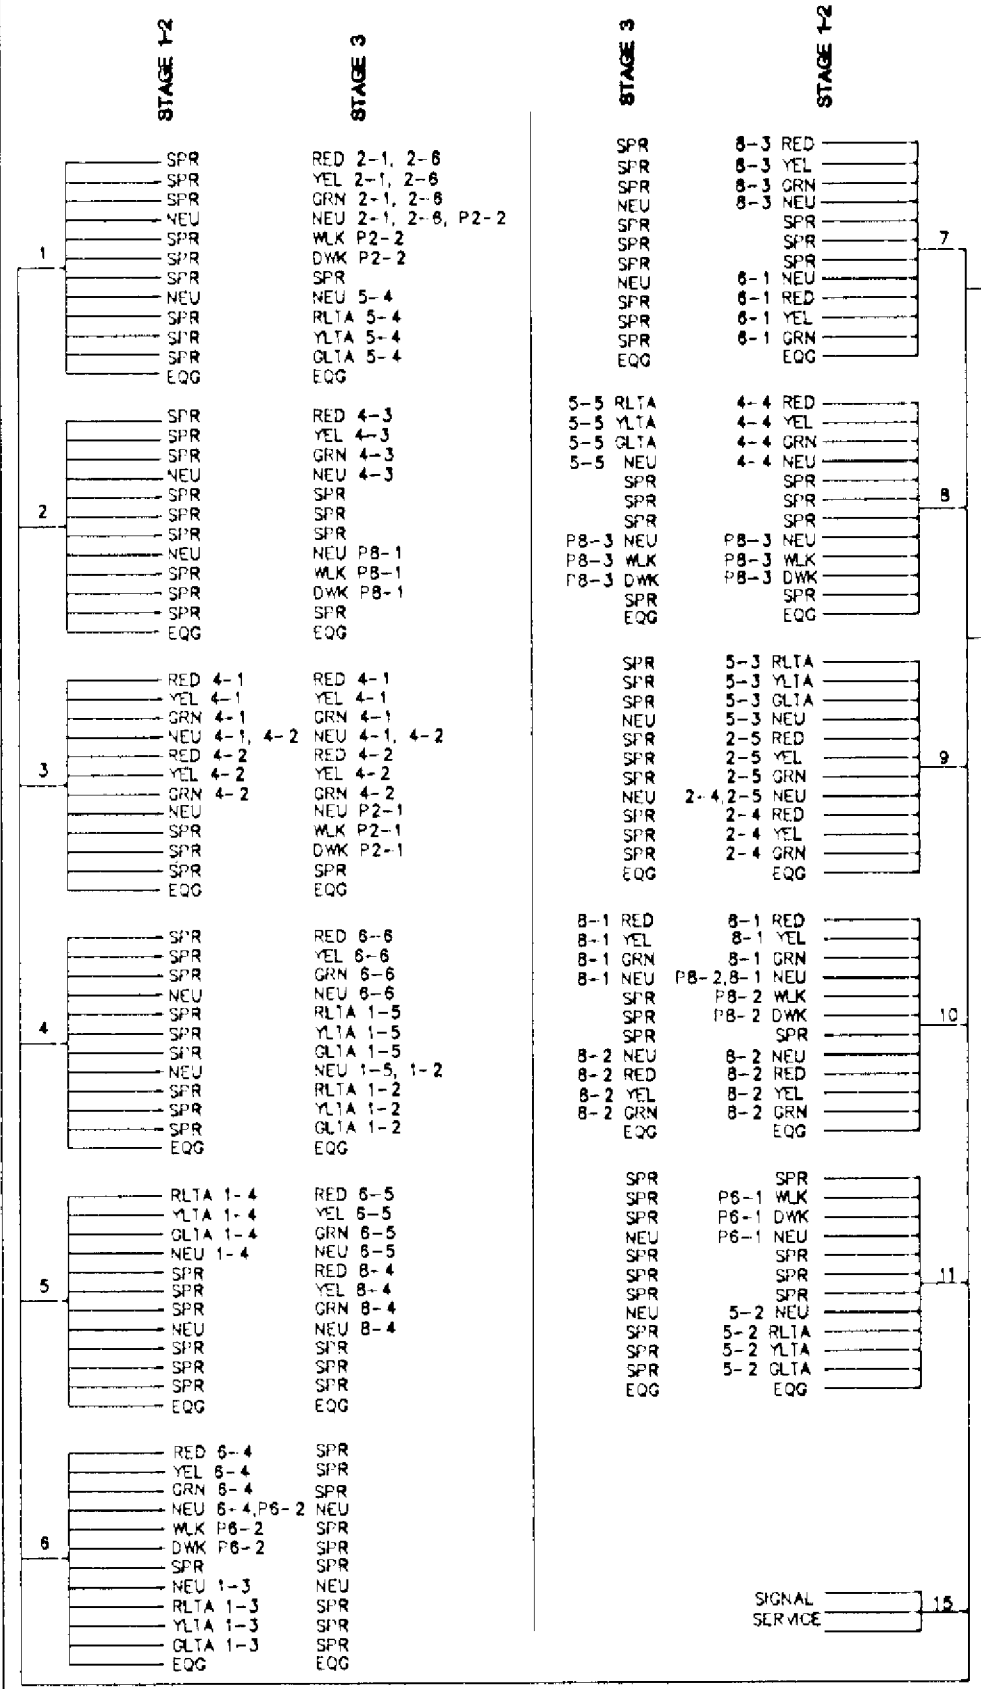 STAGE 1-2
STAGE 3
1
SPR RED 2-1, 2-6
SPR YEL 2-1, 2-6
SPR GRN 2-1, 2-6
NEU NEU 2-1, 2-6, P2-2
SPR WLK P2-2
SPR DWK P2-2
SPR SPR
NEU NEU 5-4
SPR RLTA 5-4
SPR YLTA 5-4
SPR GLTA 5-4
EQG EQG
2
SPR RED 4-3
SPR YEL 4-3
SPR GRN 4-3
NEU NEU 4-3
SPR SPR
SPR SPR
SPR SPR
NEU NEU P8-1
SPR WLK P8-1
SPR DWK P8-1
SPR SPR
EQG EQG
3
RED 4-1 RED 4-1
YEL 4-1 YEL 4-1
GRN 4-1 GRN 4-1
NEU 4-1, 4-2 NEU 4-1, 4-2
RED 4-2 RED 4-2
YEL 4-2 YEL 4-2
GRN 4-2 GRN 4-2
NEU NEU P2-1
SPR WLK P2-1
SPR DWK P2-1
SPR SPR
EQG EQG
4
SPR RED 6-6
SPR YEL 6-6
SPR GRN 6-6
NEU NEU 6-6
SPR RLTA 1-5
SPR YLTA 1-5
SPR GLTA 1-5
NEU NEU 1-5, 1-2
SPR RLTA 1-2
SPR YLTA 1-2
SPR GLTA 1-2
EQG EQG
5
RLTA 1-4 RED 6-5
YLTA 1-4 YEL 6-5
GLTA 1-4 GRN 6-5
NEU 1-4 NEU 6-5
SPR RED 8-4
SPR YEL 8-4
SPR GRN 8-4
NEU NEU 8-4
SPR SPR
SPR SPR
SPR SPR
EQG EQG
6
RED 6-4 SPR
YEL 6-4 SPR
GRN 6-4 SPR
NEU 6-4,P6-2 NEU
WLK P6-2 SPR
DWK P6-2 SPR
SPR SPR
NEU 1-3 NEU
RLTA 1-3 SPR
YLTA 1-3 SPR
GLTA 1-3 SPR
EQG EQG
STAGE 3
STAGE 1-2
SPR 8-3 RED
SPR 8-3 YEL
SPR 8-3 GRN
NEU 8-3 NEU
SPR SPR
SPR SPR
SPR SPR
NEU 6-1 NEU
SPR 6-1 RED
SPR 6-1 YEL
SPR 6-1 GRN
EQG EQG
7
5-5 RLTA 4-4 RED
5-5 YLTA 4-4 YEL
5-5 GLTA 4-4 GRN
5-5 NEU 4-4 NEU
SPR SPR
SPR SPR
SPR SPR
P8-3 NEU P8-3 NEU
P8-3 WLK P8-3 WLK
P8-3 DWK P8-3 DWK
SPR SPR
EQG EQG
8
SPR 5-3 RLTA
SPR 5-3 YLTA
SPR 5-3 GLTA
NEU 5-3 NEU
SPR 2-5 RED
SPR 2-5 YEL
SPR 2-5 GRN
NEU 2-4,2-5 NEU
SPR 2-4 RED
SPR 2-4 YEL
SPR 2-4 GRN
EQG EQG
9
8-1 RED 8-1 RED
8-1 YEL 8-1 YEL
8-1 GRN 8-1 GRN
8-1 NEU P8-2,8-1 NEU
SPR P8-2 WLK
SPR P8-2 DWK
SPR SPR
8-2 NEU 8-2 NEU
8-2 RED 8-2 RED
8-2 YEL 8-2 YEL
8-2 GRN 8-2 GRN
EQG EQG
10
SPR SPR
SPR P6-1 WLK
SPR P6-1 DWK
NEU P6-1 NEU
SPR SPR
SPR SPR
SPR SPR
NEU 5-2 NEU
SPR 5-2 RLTA
SPR 5-2 YLTA
SPR 5-2 GLTA
EQG EQG
11
SIGNAL
SERVICE
15